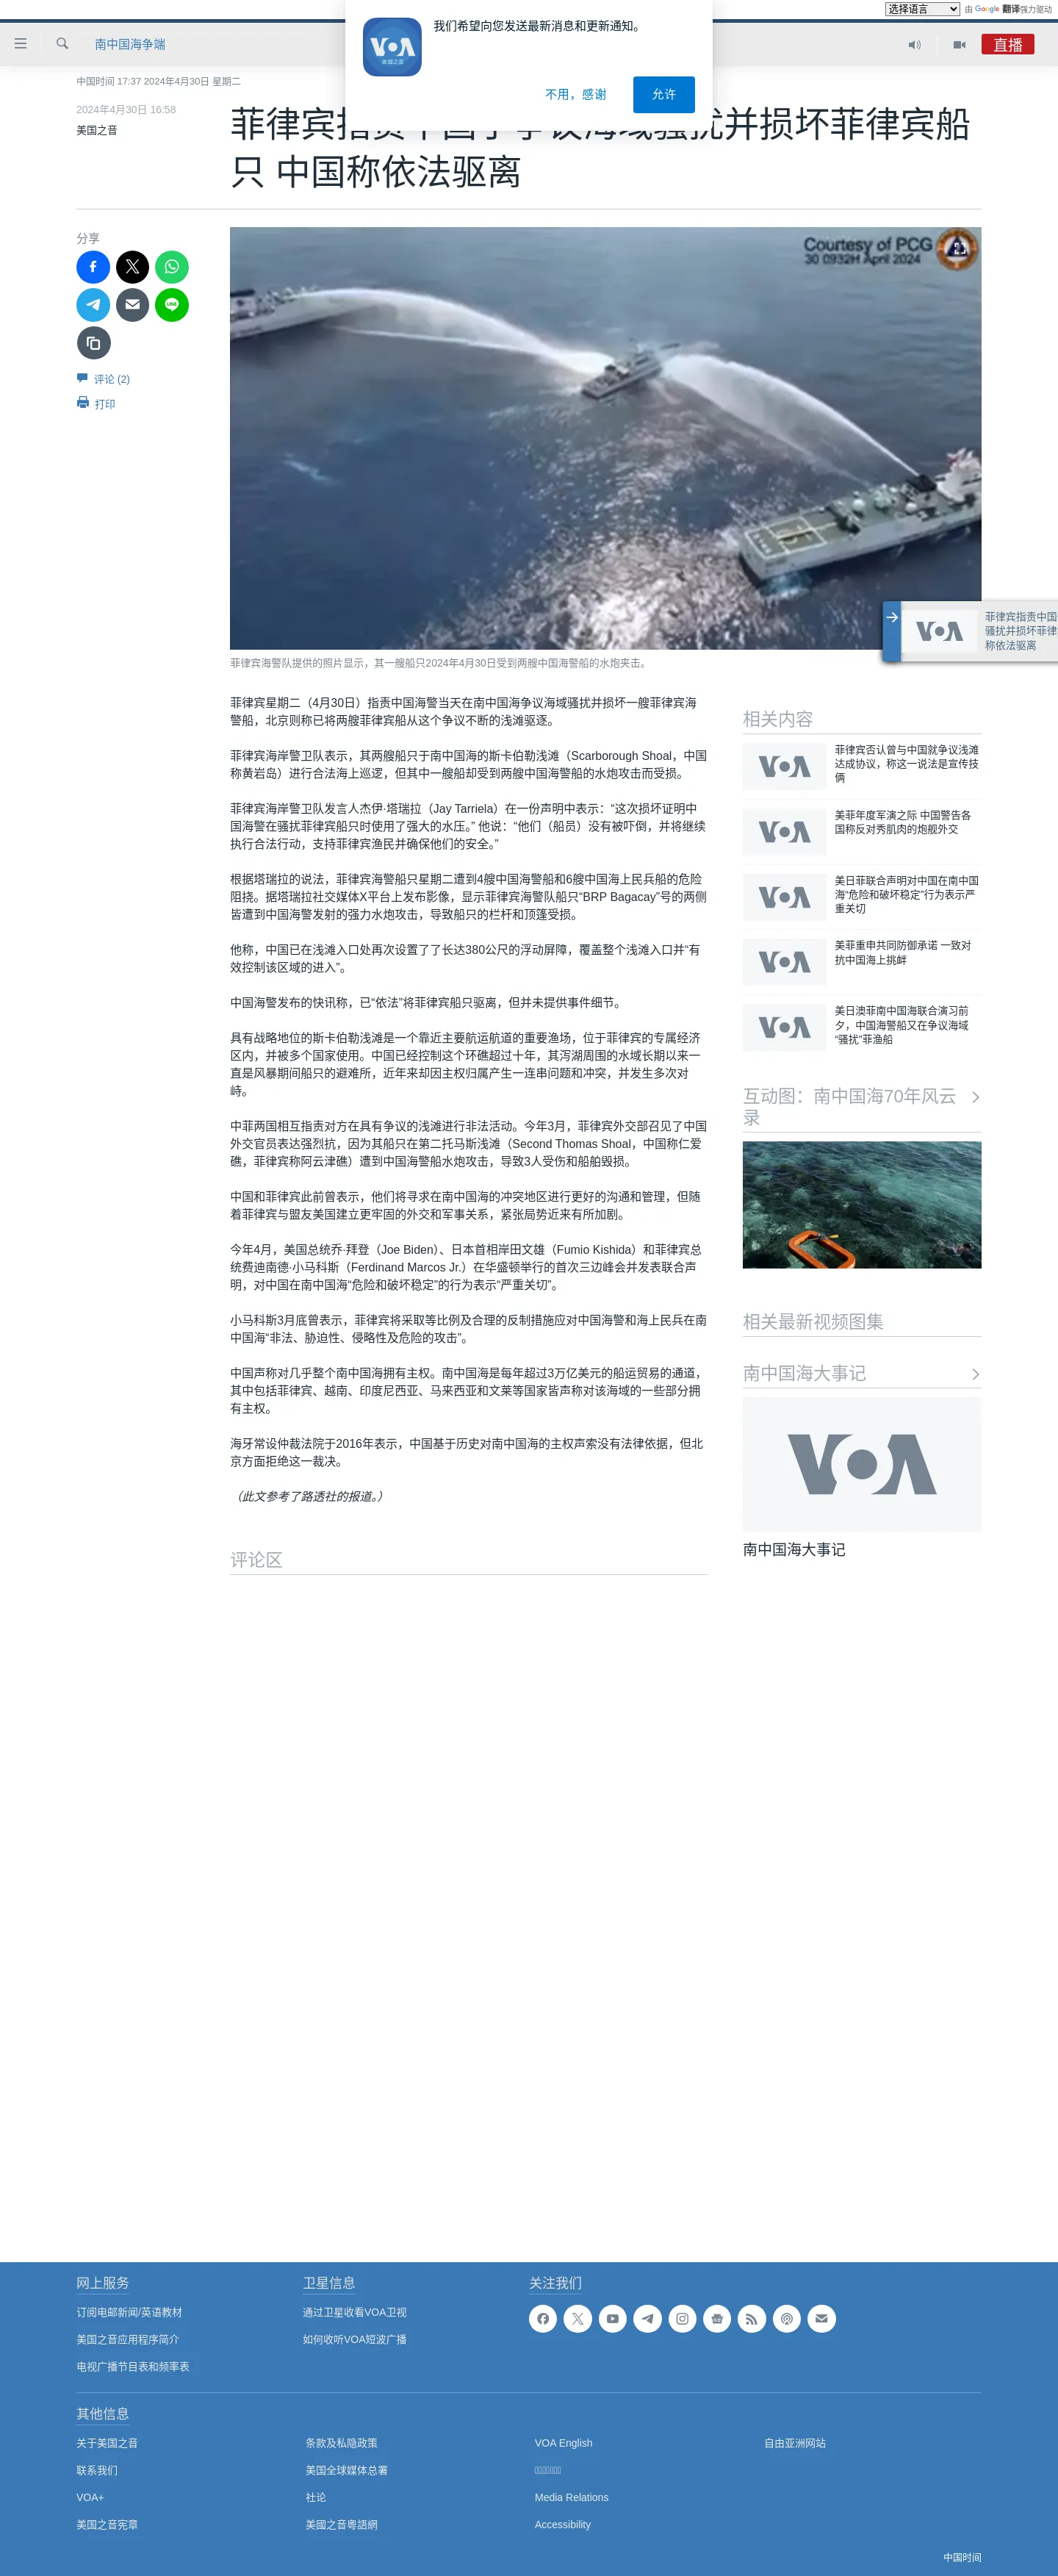 选择语言 由 Google 翻译强力驱动
我们希望向您发送最新消息和更新通知。
VOA
美国之音
不用，感谢
允许
南中国海争端
直播
中国时间 17:37 2024年4月30日 星期二
2024年4月30日 16:58
美国之音
并损坏菲律宾船
只 中国称依法驱离
分享
评论 (2)
打印
Courtesy of PCG
30 0932H April 2024
菲律宾海警队提供的照片显示，其一艘船只2024年4月30日受到两艘中国海警船的水炮夹击。
VOA
菲律宾指责中国
骚扰并损坏菲律
称依法驱离
菲律宾星期二（4月30日）指责中国海警当天在南中国海争议海域骚扰并损坏一艘菲律宾海
警船，北京则称已将两艘菲律宾船从这个争议不断的浅滩驱逐。
菲律宾海岸警卫队表示，其两艘船只于南中国海的斯卡伯勒浅滩（Scarborough Shoal，中国
称黄岩岛）进行合法海上巡逻，但其中一艘船却受到两艘中国海警船的水炮攻击而受损。
菲律宾海岸警卫队发言人杰伊·塔瑞拉（Jay Tarriela）在一份声明中表示：“这次损坏证明中
国海警在骚扰菲律宾船只时使用了强大的水压。” 他说：“他们（船员）没有被吓倒，并将继续
执行合法行动，支持菲律宾渔民并确保他们的安全。”
根据塔瑞拉的说法，菲律宾海警船只星期二遭到4艘中国海警船和6艘中国海上民兵船的危险
阻挠。据塔瑞拉社交媒体X平台上发布影像，显示菲律宾海警队船只“BRP Bagacay”号的两侧
皆遭到中国海警发射的强力水炮攻击，导致船只的栏杆和顶篷受损。
他称，中国已在浅滩入口处再次设置了了长达380公尺的浮动屏障，覆盖整个浅滩入口并“有
效控制该区域的进入”。
中国海警发布的快讯称，已“依法”将菲律宾船只驱离，但并未提供事件细节。
具有战略地位的斯卡伯勒浅滩是一个靠近主要航运航道的重要渔场，位于菲律宾的专属经济
区内，并被多个国家使用。中国已经控制这个环礁超过十年，其泻湖周围的水域长期以来一
直是风暴期间船只的避难所，近年来却因主权归属产生一连串问题和冲突，并发生多次对
峙。
中菲两国相互指责对方在具有争议的浅滩进行非法活动。今年3月，菲律宾外交部召见了中国
外交官员表达强烈抗，因为其船只在第二托马斯浅滩（Second Thomas Shoal，中国称仁爱
礁，菲律宾称阿云津礁）遭到中国海警船水炮攻击，导致3人受伤和船舶毁损。
中国和菲律宾此前曾表示，他们将寻求在南中国海的冲突地区进行更好的沟通和管理，但随
着菲律宾与盟友美国建立更牢固的外交和军事关系，紧张局势近来有所加剧。
今年4月，美国总统乔·拜登（Joe Biden）、日本首相岸田文雄（Fumio Kishida）和菲律宾总
统费迪南德·小马科斯（Ferdinand Marcos Jr.）在华盛顿举行的首次三边峰会并发表联合声
明，对中国在南中国海“危险和破坏稳定”的行为表示“严重关切”。
小马科斯3月底曾表示，菲律宾将采取等比例及合理的反制措施应对中国海警和海上民兵在南
中国海“非法、胁迫性、侵略性及危险的攻击”。
中国声称对几乎整个南中国海拥有主权。南中国海是每年超过3万亿美元的船运贸易的通道，
其中包括菲律宾、越南、印度尼西亚、马来西亚和文莱等国家皆声称对该海域的一些部分拥
有主权。
海牙常设仲裁法院于2016年表示，中国基于历史对南中国海的主权声索没有法律依据，但北
京方面拒绝这一裁决。
（此文参考了路透社的报道。）
评论区
相关内容
VOA
菲律宾否认曾与中国就争议浅滩
达成协议，称这一说法是宣传技
俩
VOA
美菲年度军演之际 中国警告各
国称反对秀肌肉的炮舰外交
VOA
美日菲联合声明对中国在南中国
海“危险和破坏稳定”行为表示严
重关切
VOA
美菲重申共同防御承诺 一致对
抗中国海上挑衅
VOA
美日澳菲南中国海联合演习前
夕，中国海警船又在争议海域
“骚扰”菲渔船
互动图：南中国海70年风云
录
相关最新视频图集
南中国海大事记
VOA
南中国海大事记
网上服务
订阅电邮新闻/英语教材
美国之音应用程序简介
电视广播节目表和频率表
卫星信息
通过卫星收看VOA卫视
如何收听VOA短波广播
关注我们
其他信息
关于美国之音
联系我们
VOA+
美国之音宪章
条款及私隐政策
美国全球媒体总署
社论
美國之音粵語網
VOA English
Media Relations
Accessibility
自由亚洲网站
中国时间